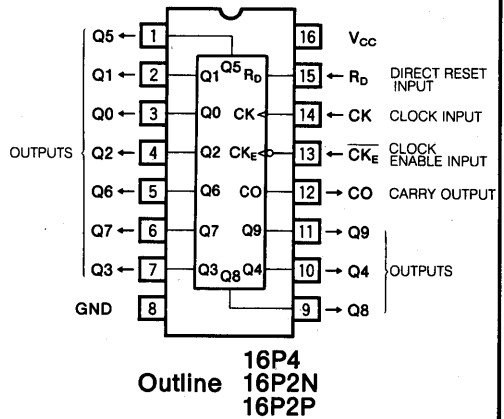 Q5 ← 1 16 VCC
Q1 ← 2 Q1 Q5 RD 15 ← RD DIRECT RESET INPUT
Q0 ← 3 Q0 CK 14 ← CK CLOCK INPUT
OUTPUTS Q2 ← 4 Q2 CKE 13 ← CKE CLOCK ENABLE INPUT
Q6 ← 5 Q6 CO 12 → CO CARRY OUTPUT
Q7 ← 6 Q7 Q9 11 → Q9
Q3 ← 7 Q3 Q8 Q4 10 → Q4 OUTPUTS
GND 8 9 → Q8
16P4
Outline 16P2N
16P2P